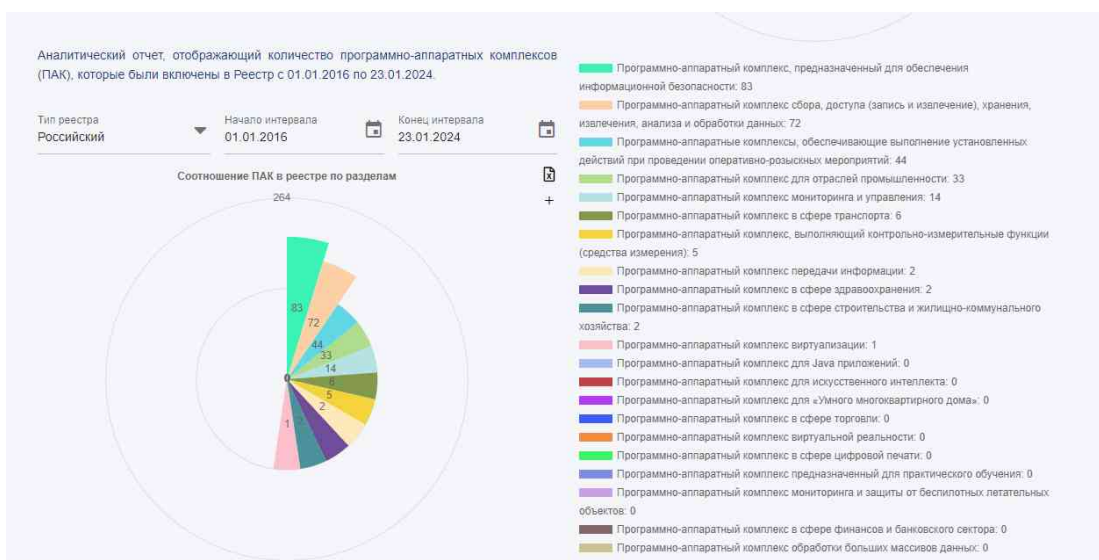 Аналитический отчет, отображающий количество программно-аппаратных комплексов
(ПАК), которые были включены в Реестр с 01.01.2016 по 23.01.2024.
Тип реестра
Российский
Начало интервала
01.01.2016
Конец интервала
23.01.2024
Соотношение ПАК в реестре по разделам
+
264
83
72
44
33
14
6
5
2
2
1
0
Программно-аппаратный комплекс, предназначенный для обеспечения
информационной безопасности: 83
Программно-аппаратный комплекс сбора, доступа (запись и извлечение), хранения,
извлечения, анализа и обработки данных: 72
Программно-аппаратные комплексы, обеспечивающие выполнение установленных
действий при проведении оперативно-розыскных мероприятий: 44
Программно-аппаратный комплекс для отраслей промышленности: 33
Программно-аппаратный комплекс мониторинга и управления: 14
Программно-аппаратный комплекс в сфере транспорта: 6
Программно-аппаратный комплекс, выполняющий контрольно-измерительные функции
(средства измерения): 5
Программно-аппаратный комплекс передачи информации: 2
Программно-аппаратный комплекс в сфере здравоохранения: 2
Программно-аппаратный комплекс в сфере строительства и жилищно-коммунального
хозяйства: 2
Программно-аппаратный комплекс виртуализации: 1
Программно-аппаратный комплекс для Java приложений: 0
Программно-аппаратный комплекс для искусственного интеллекта: 0
Программно-аппаратный комплекс для «Умного многоквартирного дома»: 0
Программно-аппаратный комплекс в сфере торговли: 0
Программно-аппаратный комплекс виртуальной реальности: 0
Программно-аппаратный комплекс в сфере цифровой печати: 0
Программно-аппаратный комплекс предназначенный для практического обучения: 0
Программно-аппаратный комплекс мониторинга и защиты от беспилотных летательных
объектов: 0
Программно-аппаратный комплекс в сфере финансов и банковского сектора: 0
Программно-аппаратный комплекс обработки больших массивов данных: 0